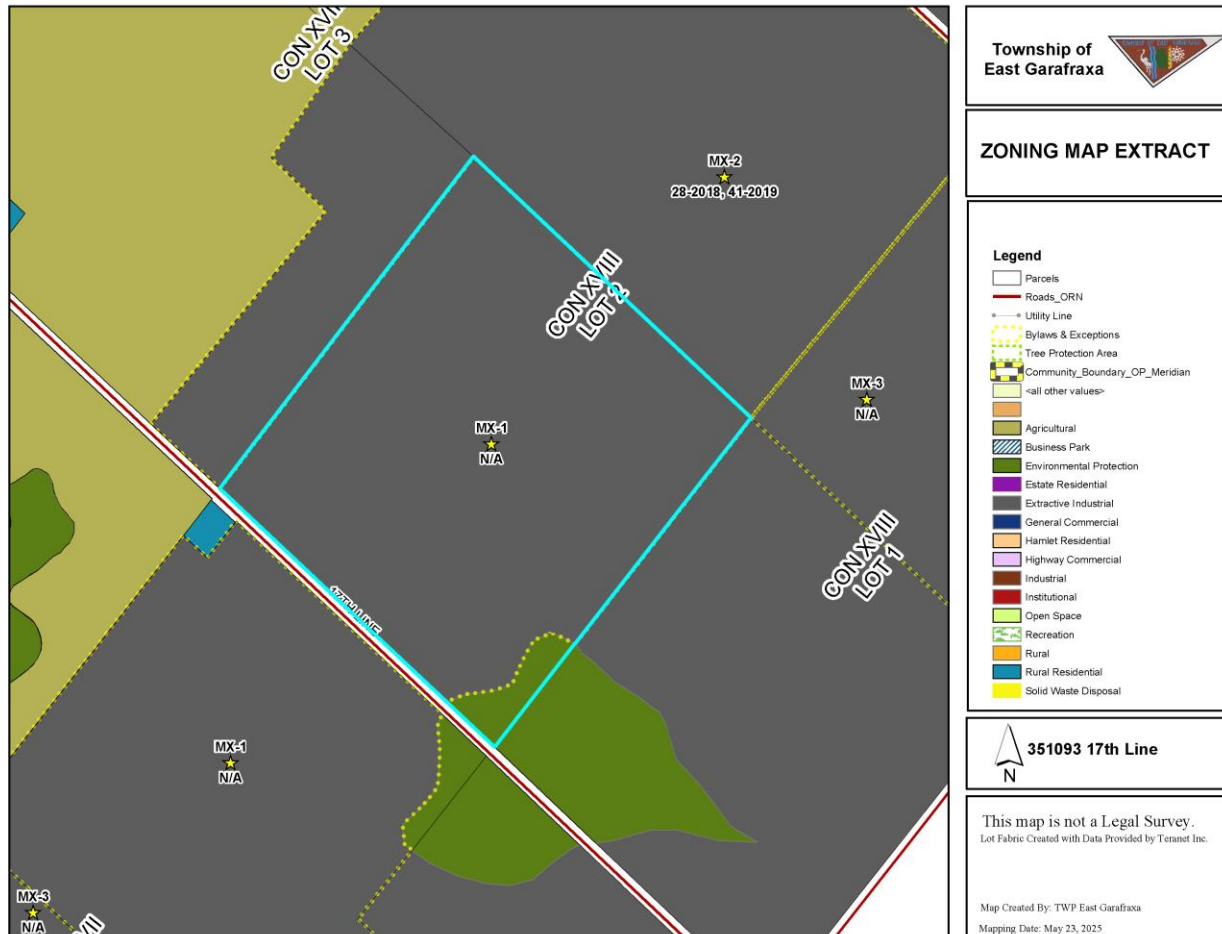 CON XVIII
LOT 3
MX-2
28-2018, 41-2019
CON XVIII
LOT 2
MX-3
N/A
MX-1
N/A
CON XVIII
LOT 1
17TH LINE
MX-1
N/A
MX-3
N/A
Township of
East Garafraxa
TOWNSHIP OF EAST GARAFRAXA
ZONING MAP EXTRACT
Legend
Parcels
Roads_ORN
Utility Line
Bylaws & Exceptions
Tree Protection Area
Community_Boundary_OP_Meridian
<all other values>
Agricultural
Business Park
Environmental Protection
Estate Residential
Extractive Industrial
General Commercial
Hamlet Residential
Highway Commercial
Industrial
Institutional
Open Space
Recreation
Rural
Rural Residential
Solid Waste Disposal
N
351093 17th Line
This map is not a Legal Survey.
Lot Fabric Created with Data Provided by Teranet Inc.
Map Created By: TWP East Garafraxa
Mapping Date: May 23, 2025